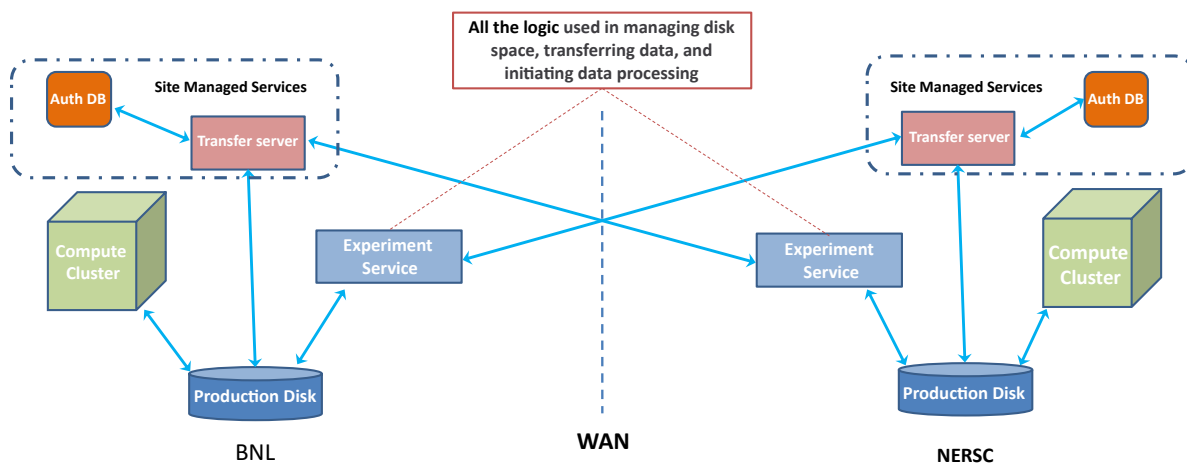 All the logic used in managing disk
space, transferring data, and
initiating data processing
Site Managed Services
Auth DB
Transfer server
Compute
Cluster
Experiment
Service
Production Disk
BNL
WAN
Site Managed Services
Auth DB
Transfer server
Experiment
Service
Compute
Cluster
Production Disk
NERSC